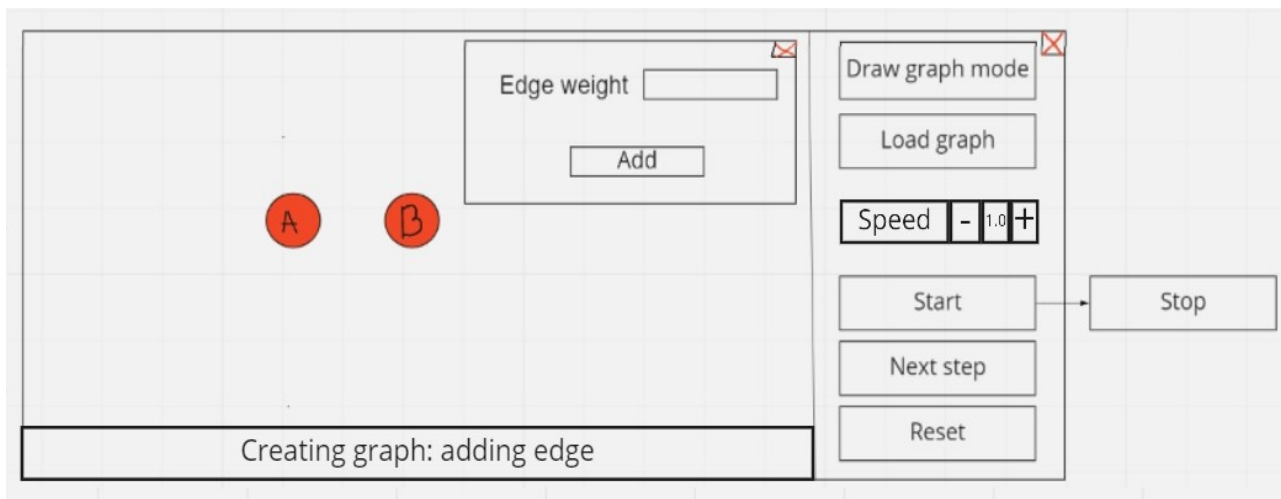 Edge weight
Add
A
B
Creating graph: adding edge
Draw graph mode
Load graph
Speed - 1.0 +
Start
Stop
Next step
Reset